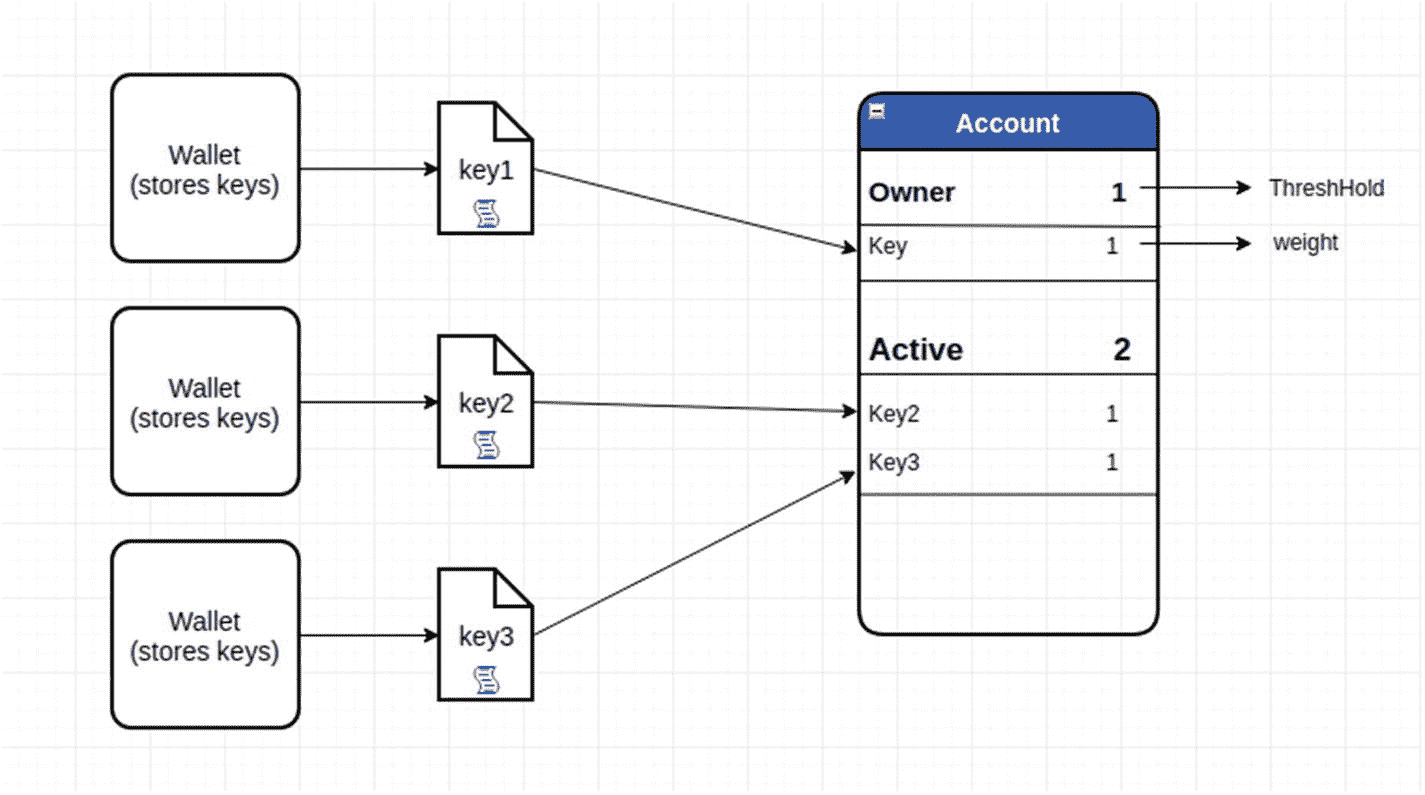 Wallet
(stores keys)
key1
Wallet
(stores keys)
key2
Wallet
(stores keys)
key3
Account
Owner 1
ThreshHold
Key 1
weight
Active 2
Key2 1
Key3 1